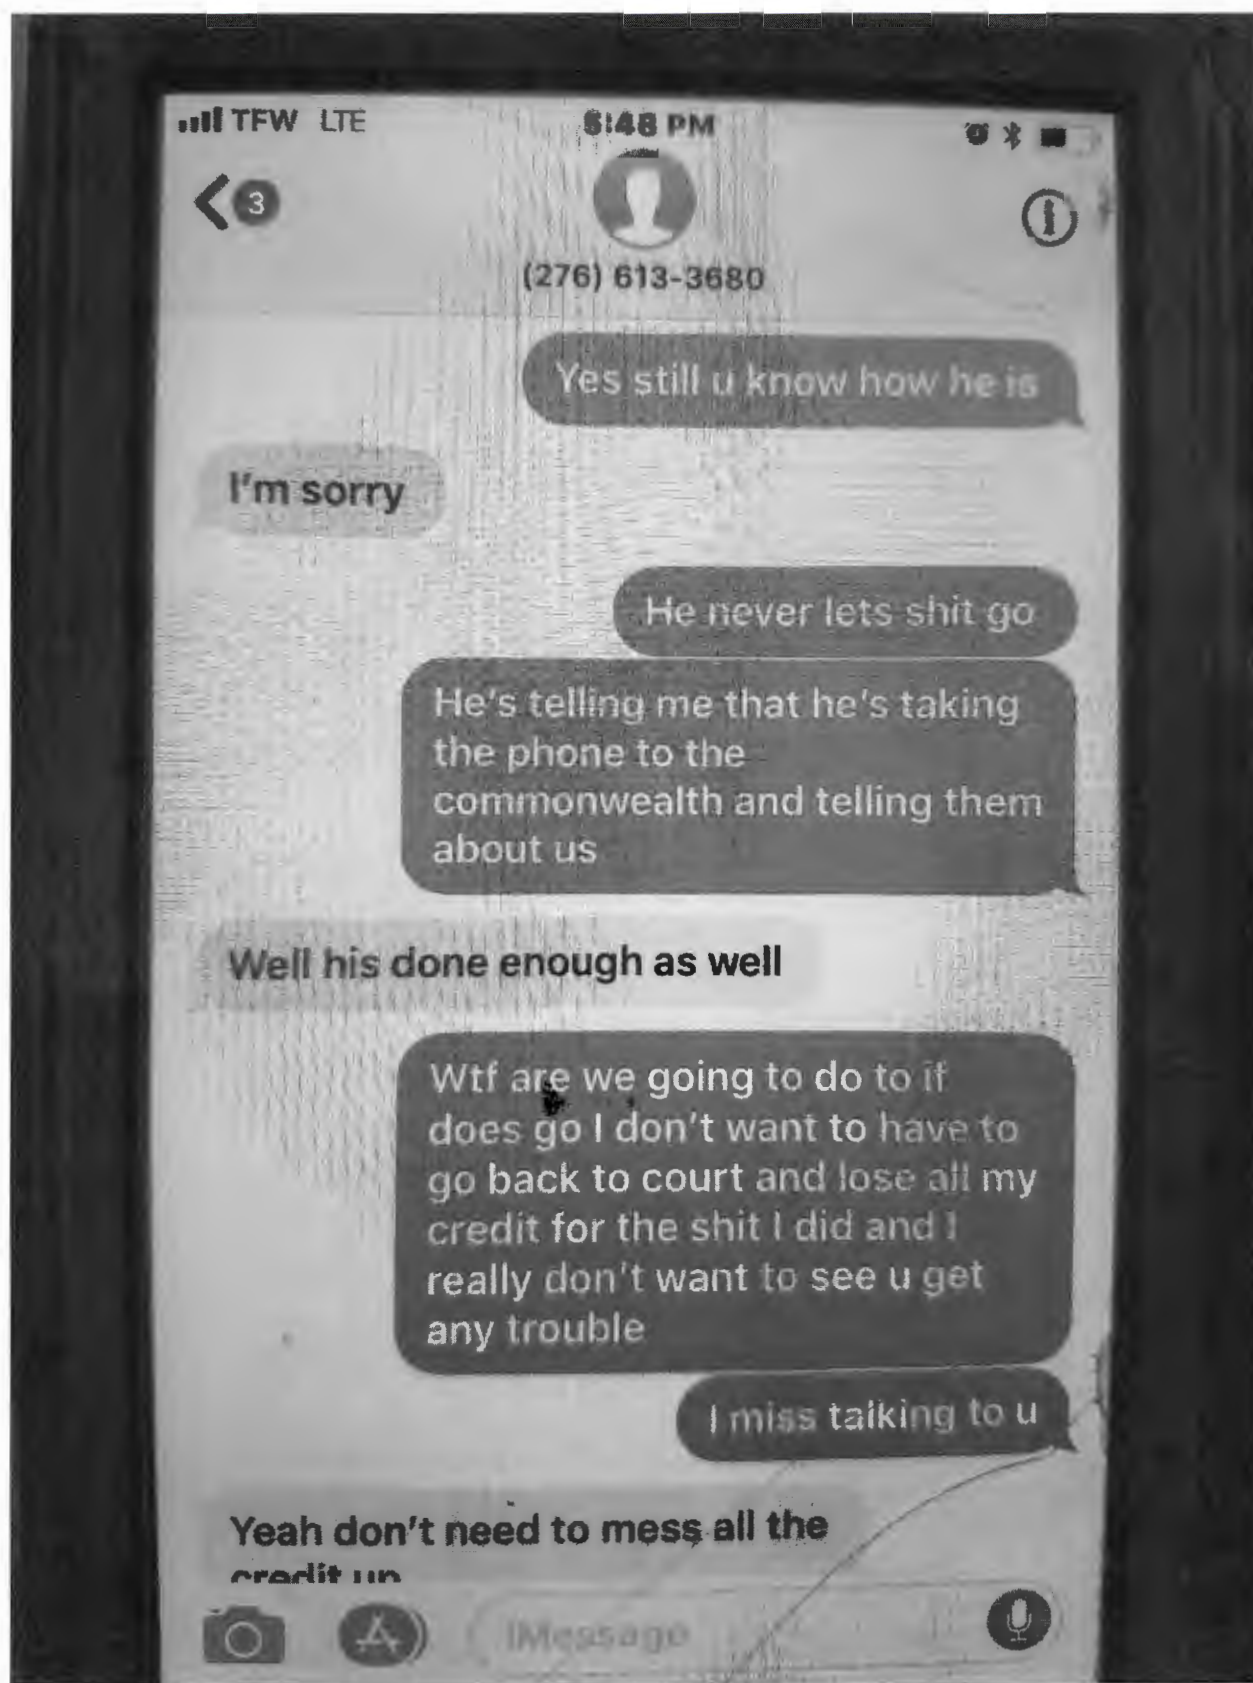 TFW LTE
5:48 PM
3
(276) 613-3680
Yes still u know how he is
I'm sorry
He never lets shit go
He's telling me that he's taking
the phone to the
commonwealth and telling them
about us
Well his done enough as well
Wtf are we going to do to if
does go I don't want to have to
go back to court and lose all my
credit for the shit I did and I
really don't want to see u get
any trouble
I miss talking to u
Yeah don't need to mess all the
credit up
iMessage